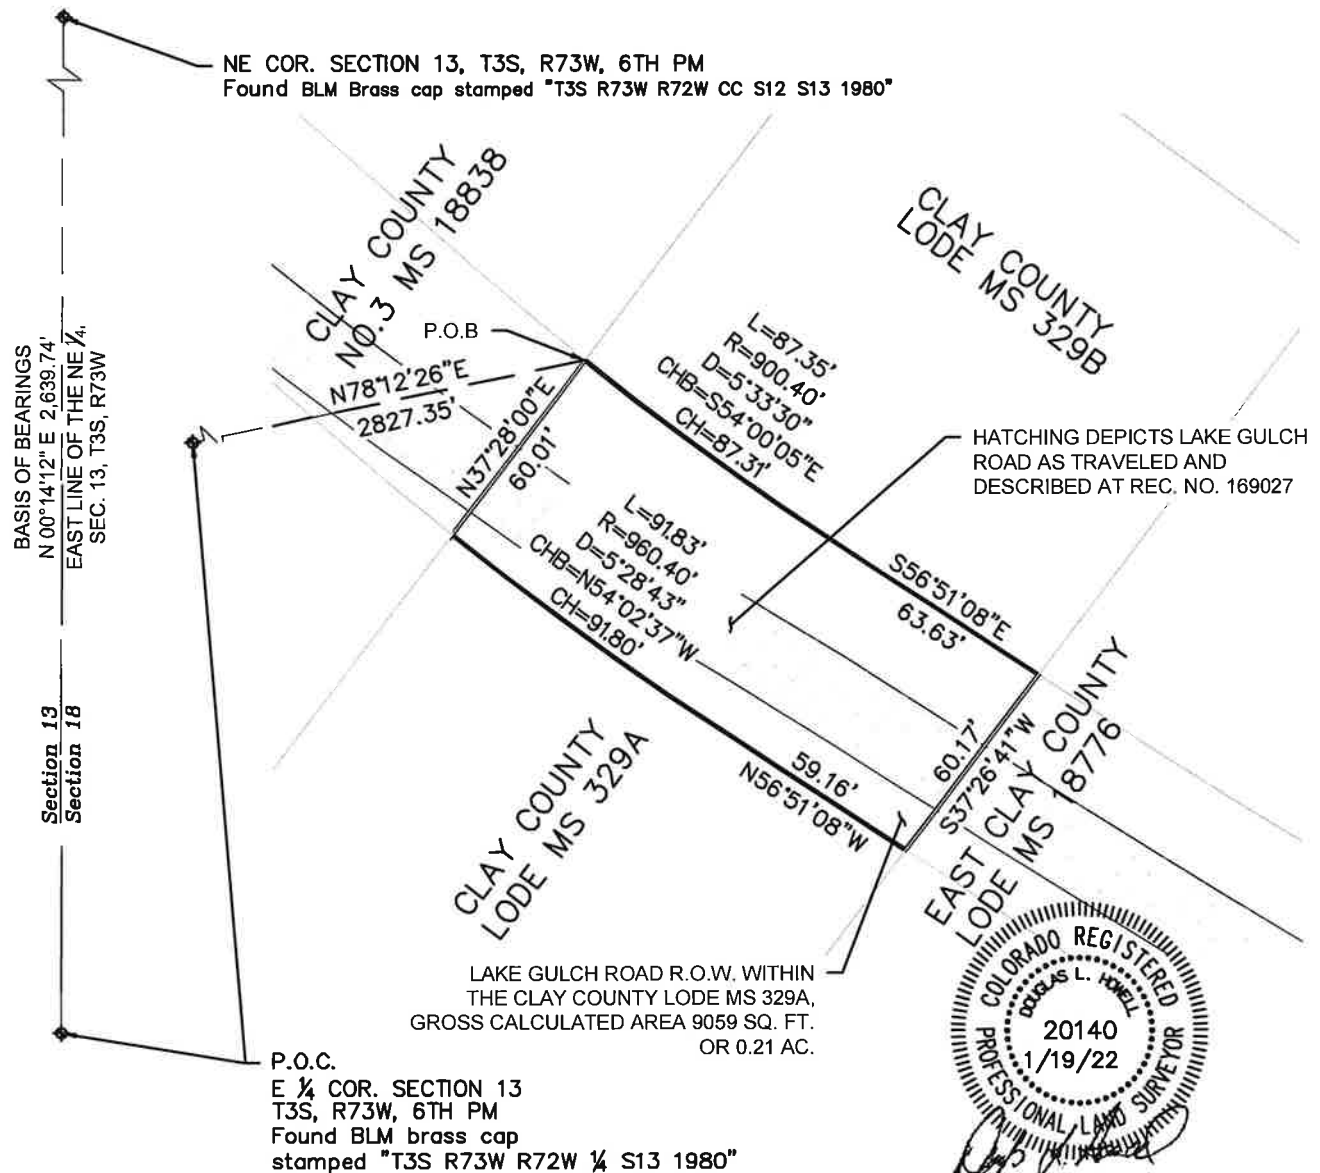 NE COR. SECTION 13, T3S, R73W, 6TH PM
Found BLM Brass cap stamped "T3S R73W R72W CC S12 S13 1980"
CLAY COUNTY
NO.3 MS 18838
CLAY COUNTY
LODE MS 329B
P.O.B
L=87.35'
R=900.40'
D=5°33'30"
CHB=S54°00'05"E
CH=87.31'
N78°12'26"E
2827.35'
BASIS OF BEARINGS
N 00°14'12" E 2,639.74'
EAST LINE OF THE NE ¼,
SEC. 13, T3S, R73W
N37°28'00"E
60.01'
HATCHING DEPICTS LAKE GULCH
ROAD AS TRAVELED AND
DESCRIBED AT REC. NO. 169027
L=91.83'
R=960.40'
D=5°28'43"
CHB=N54°02'37"W
CH=91.80'
S56°51'08"E
63.63'
Section 13
Section 18
60.17'
S37°26'41"W
59.16'
N56°51'08"W
CLAY COUNTY
LODE MS 329A
EAST CLAY COUNTY
LODE MS 18776
LAKE GULCH ROAD R.O.W. WITHIN
THE CLAY COUNTY LODE MS 329A,
GROSS CALCULATED AREA 9059 SQ. FT.
OR 0.21 AC.
COLORADO REGISTERED
DOUGLAS L. HOWELL
20140
1/19/22
PROFESSIONAL LAND SURVEYOR
P.O.C.
E ¼ COR. SECTION 13
T3S, R73W, 6TH PM
Found BLM brass cap
stamped "T3S R73W R72W ¼ S13 1980"